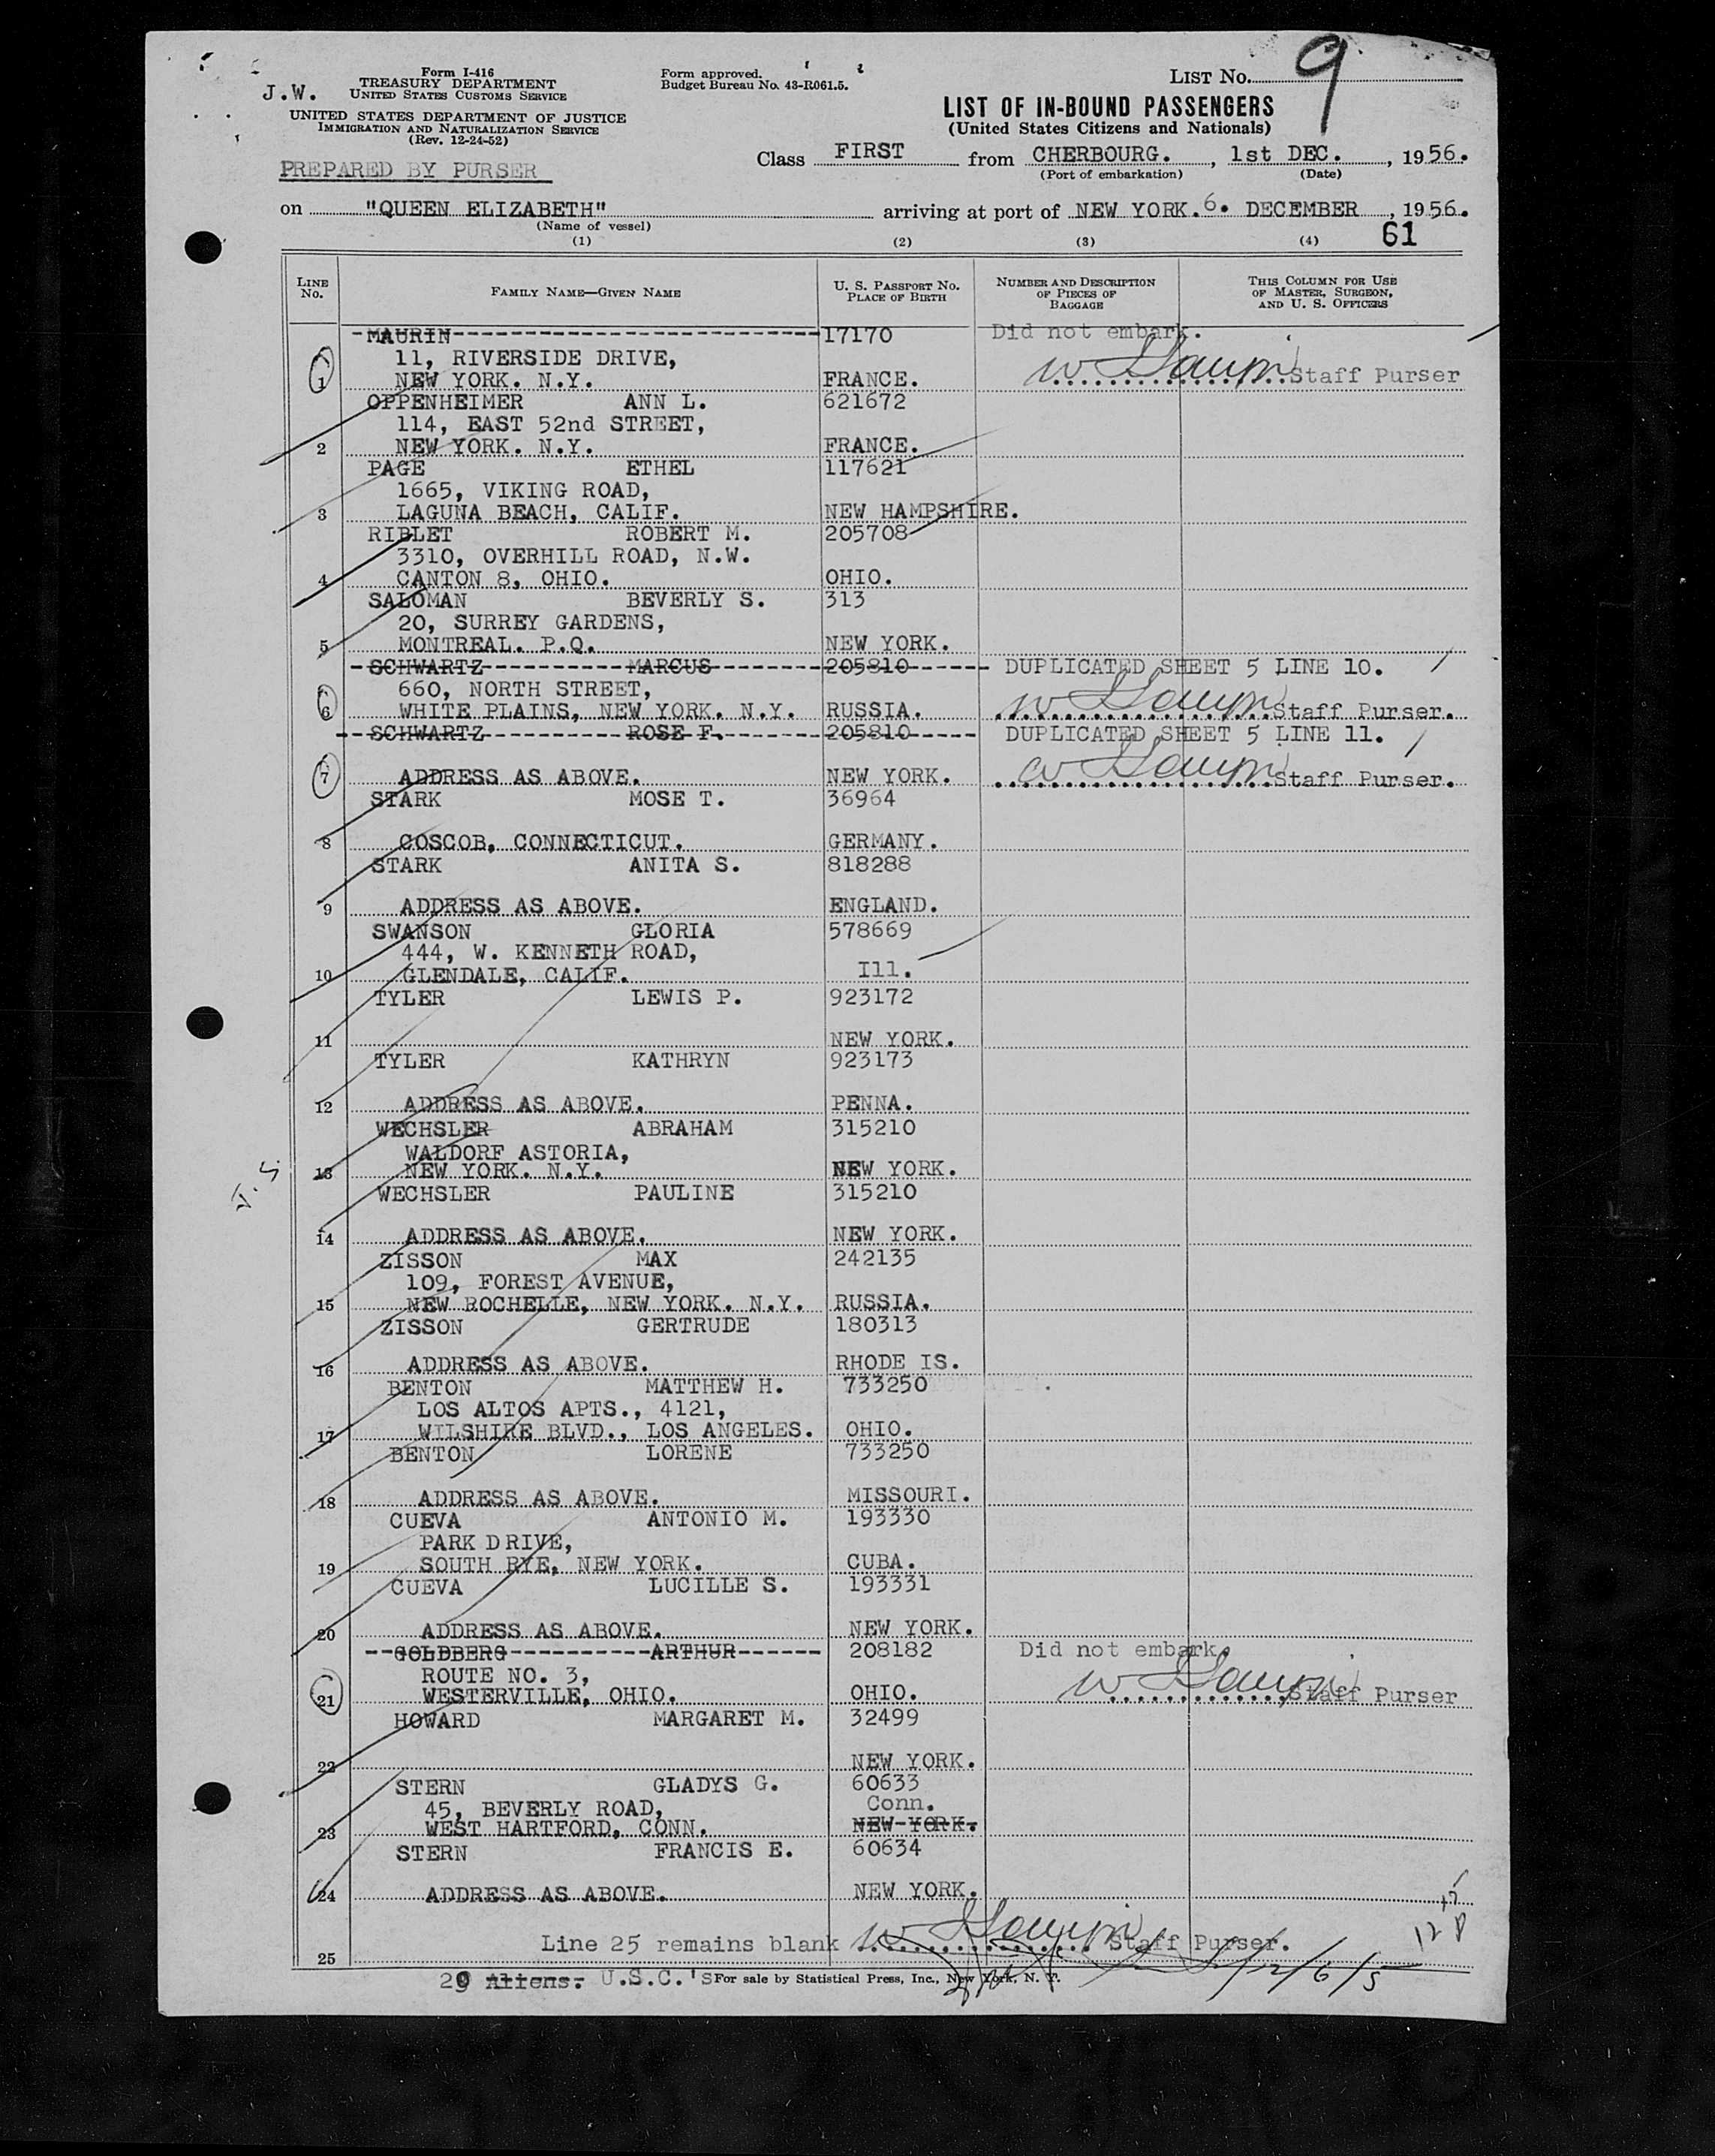 Form I-416
TREASURY DEPARTMENT
UNITED STATES CUSTOMS SERVICE
J.W.
UNITED STATES DEPARTMENT OF JUSTICE
IMMIGRATION AND NATURALIZATION SERVICE
(Rev. 12-24-52)
PREPARED BY PURSER
Form approved.
Budget Bureau No. 43-R061.5.
LIST No. 9
LIST OF IN-BOUND PASSENGERS
(United States Citizens and Nationals)
Class FIRST from CHERBOURG. , 1st DEC. , 1956.
(Port of embarkation) (Date)
on "QUEEN ELIZABETH" arriving at port of NEW YORK. 6. DECEMBER , 1956.
(Name of vessel)
61
(1) (2) (3) (4)
LINE No. FAMILY NAME—GIVEN NAME U. S. PASSPORT No. PLACE OF BIRTH NUMBER AND DESCRIPTION OF PIECES OF BAGGAGE THIS COLUMN FOR USE OF MASTER, SURGEON, AND U. S. OFFICERS
MAURIN 17170 Did not embark.
11, RIVERSIDE DRIVE,
1 NEW YORK. N.Y. FRANCE. Staff Purser
OPPENHEIMER ANN L. 621672
114, EAST 52nd STREET,
2 NEW YORK. N.Y. FRANCE.
PAGE ETHEL 117621
1665, VIKING ROAD,
3 LAGUNA BEACH, CALIF. NEW HAMPSHIRE.
RIBLET ROBERT M. 205708
3310, OVERHILL ROAD, N.W.
4 CANTON 8, OHIO. OHIO.
SALOMAN BEVERLY S. 313
20, SURREY GARDENS,
5 MONTREAL. P.Q. NEW YORK.
SCHWARTZ MARCUS 205810 DUPLICATED SHEET 5 LINE 10.
660, NORTH STREET,
6 WHITE PLAINS, NEW YORK. N.Y. RUSSIA. Staff Purser.
SCHWARTZ ROSE F. 205810 DUPLICATED SHEET 5 LINE 11.
7 ADDRESS AS ABOVE. NEW YORK. Staff Purser.
STARK MOSE T. 36964
8 COSCOB, CONNECTICUT. GERMANY.
STARK ANITA S. 818288
9 ADDRESS AS ABOVE. ENGLAND.
SWANSON GLORIA 578669
444, W. KENNETH ROAD,
10 GLENDALE, CALIF. Ill.
TYLER LEWIS P. 923172
11 NEW YORK.
TYLER KATHRYN 923173
12 ADDRESS AS ABOVE. PENNA.
WECHSLER ABRAHAM 315210
WALDORF ASTORIA,
13 NEW YORK. N.Y. NEW YORK.
J.S.
WECHSLER PAULINE 315210
14 ADDRESS AS ABOVE. NEW YORK.
ZISSON MAX 242135
109, FOREST AVENUE,
15 NEW ROCHELLE, NEW YORK. N.Y. RUSSIA.
ZISSON GERTRUDE 180313
16 ADDRESS AS ABOVE. RHODE IS.
BENTON MATTHEW H. 733250
LOS ALTOS APTS., 4121,
17 WILSHIRE BLVD., LOS ANGELES. OHIO.
BENTON LORENE 733250
18 ADDRESS AS ABOVE. MISSOURI.
CUEVA ANTONIO M. 193330
PARK DRIVE,
19 SOUTH RYE, NEW YORK. CUBA.
CUEVA LUCILLE S. 193331
20 ADDRESS AS ABOVE. NEW YORK.
GOLDBERG ARTHUR 208182 Did not embark.
ROUTE NO. 3,
21 WESTERVILLE, OHIO. OHIO. Staff Purser
HOWARD MARGARET M. 32499
22 NEW YORK.
STERN GLADYS G. 60633
45, BEVERLY ROAD, Conn.
23 WEST HARTFORD, CONN. NEW YORK.
STERN FRANCIS E. 60634
24 ADDRESS AS ABOVE. NEW YORK.
25 Line 25 remains blank Staff Purser.
20 Aliens. U.S.C.'s For sale by Statistical Press, Inc., New York, N. Y. 12/6/5